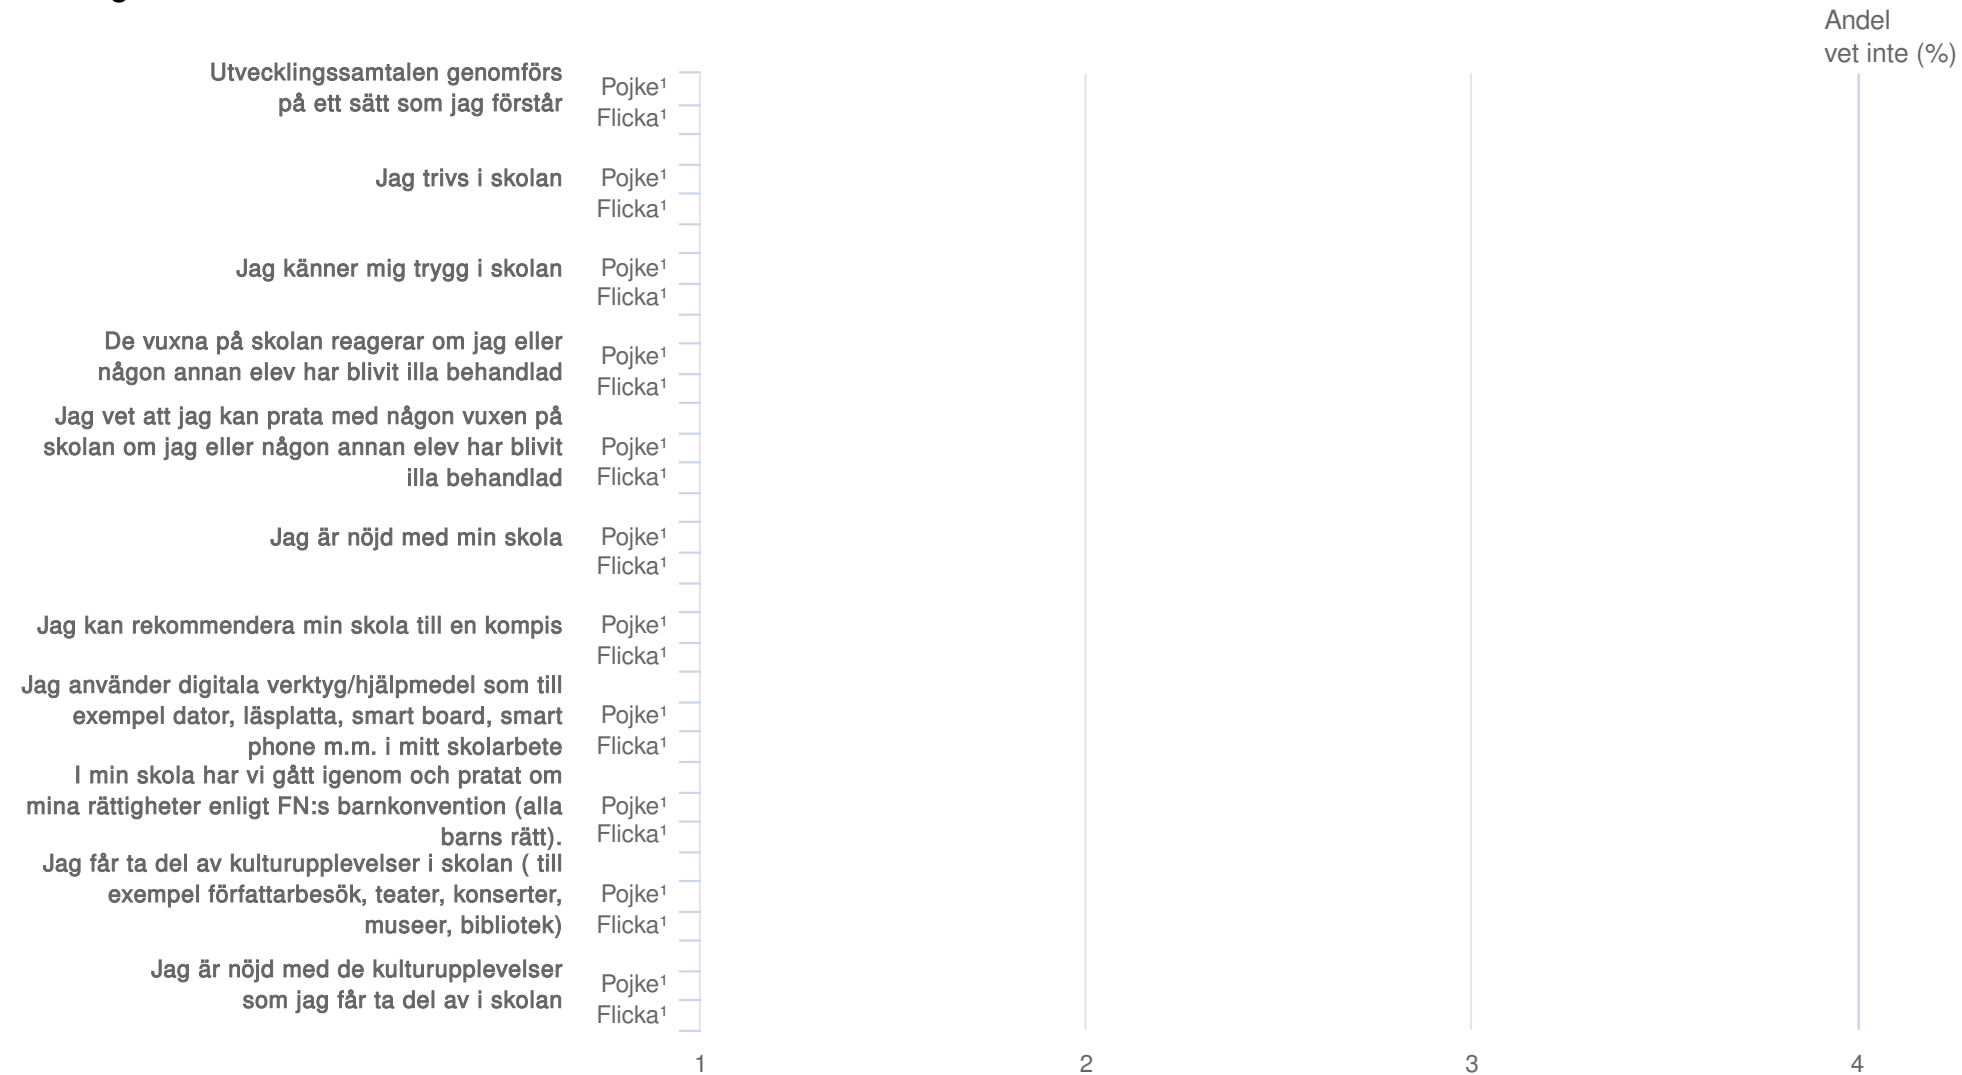 Andel
vet inte (%)
Utvecklingssamtalen genomförs
på ett sätt som jag förstår
Pojke¹
Flicka¹
Jag trivs i skolan
Pojke¹
Flicka¹
Jag känner mig trygg i skolan
Pojke¹
Flicka¹
De vuxna på skolan reagerar om jag eller
någon annan elev har blivit illa behandlad
Pojke¹
Flicka¹
Jag vet att jag kan prata med någon vuxen på
skolan om jag eller någon annan elev har blivit
illa behandlad
Pojke¹
Flicka¹
Jag är nöjd med min skola
Pojke¹
Flicka¹
Jag kan rekommendera min skola till en kompis
Pojke¹
Flicka¹
Jag använder digitala verktyg/hjälpmedel som till
exempel dator, läsplatta, smart board, smart
phone m.m. i mitt skolarbete
Pojke¹
Flicka¹
I min skola har vi gått igenom och pratat om
mina rättigheter enligt FN:s barnkonvention (alla
barns rätt).
Pojke¹
Flicka¹
Jag får ta del av kulturupplevelser i skolan ( till
exempel författarbesök, teater, konserter,
museer, bibliotek)
Pojke¹
Flicka¹
Jag är nöjd med de kulturupplevelser
som jag får ta del av i skolan
Pojke¹
Flicka¹
1 2 3 4